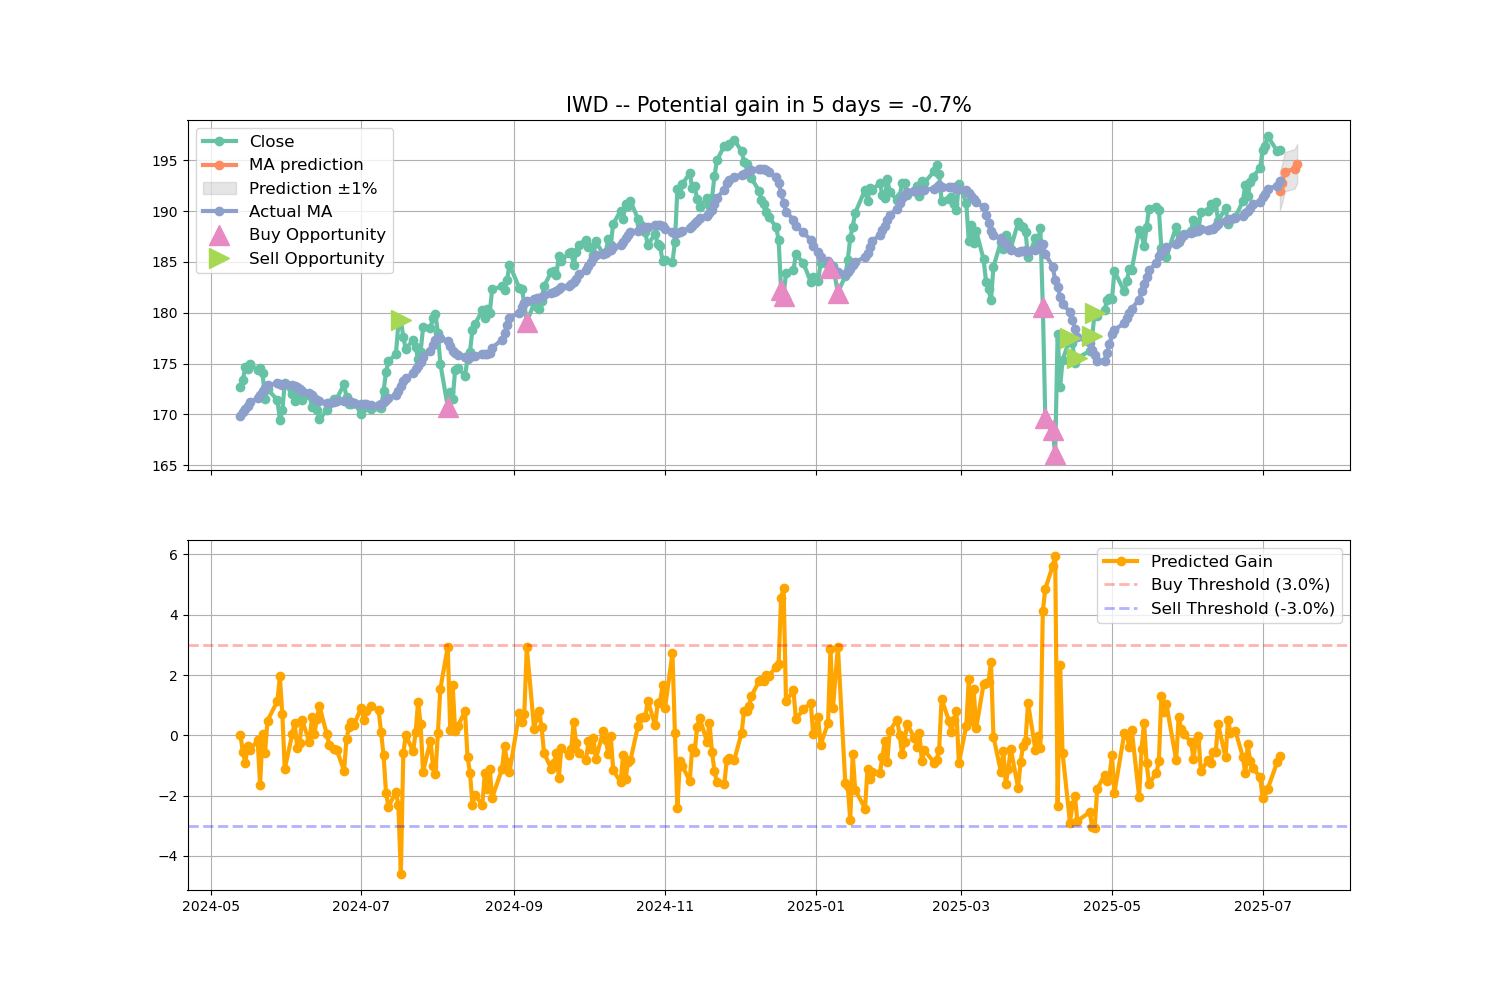 IWD -- Potential gain in 5 days = -0.7%
Close
MA prediction
Prediction ±1%
Actual MA
Buy Opportunity
Sell Opportunity
195
190
185
180
175
170
165
Predicted Gain
Buy Threshold (3.0%)
Sell Threshold (-3.0%)
6
4
2
0
−2
−4
2024-05 2024-07 2024-09 2024-11 2025-01 2025-03 2025-05 2025-07